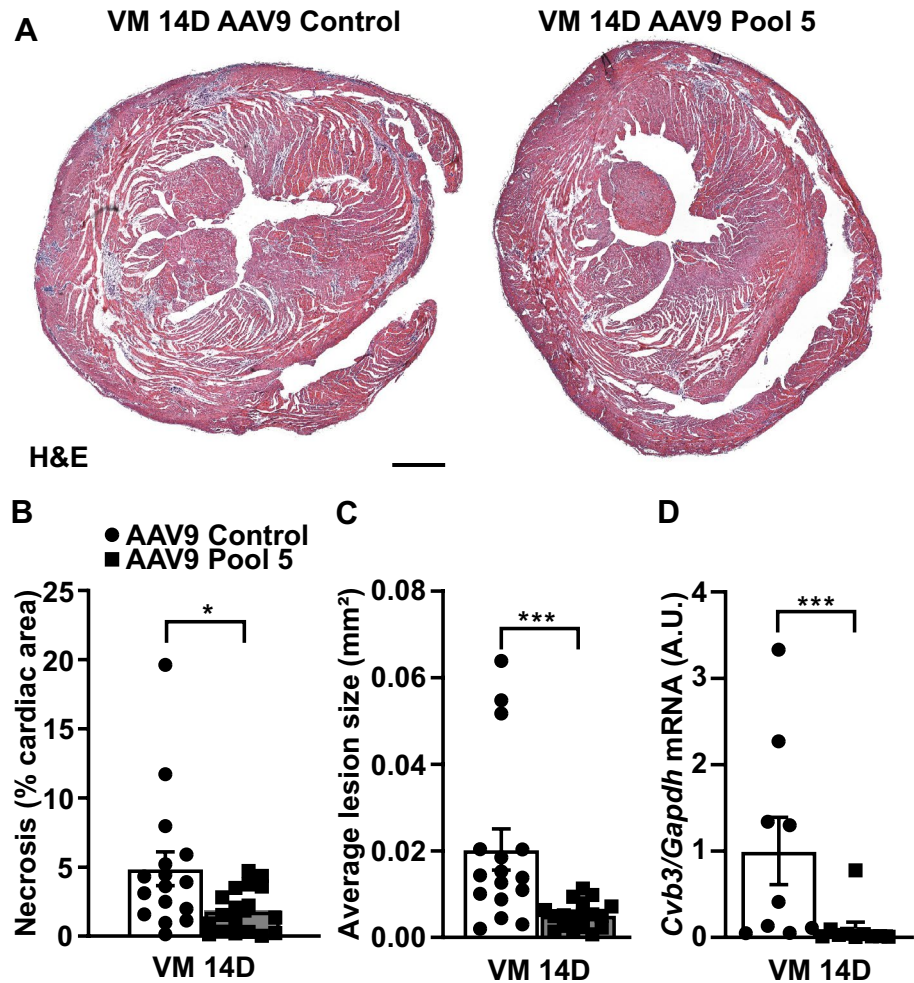 A
VM 14D AAV9 Control
VM 14D AAV9 Pool 5
H&E
B
AAV9 Control
AAV9 Pool 5
Necrosis (% cardiac area)
25
20
15
10
5
0
*
VM 14D
C
Average lesion size (mm²)
0.08
0.06
0.04
0.02
0.00
***
VM 14D
D
Cvb3/Gapdh mRNA (A.U.)
4
3
2
1
0
***
VM 14D